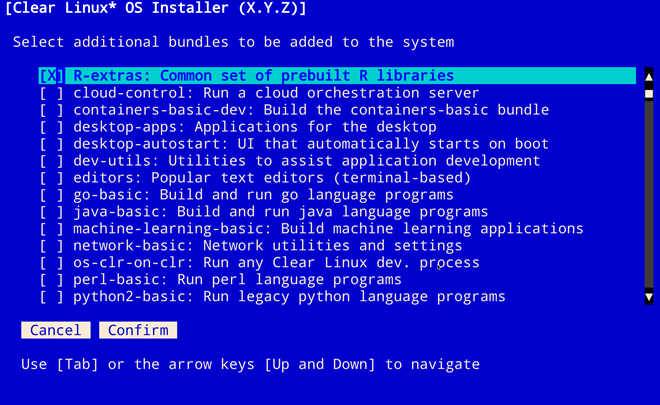 [Clear Linux* OS Installer (X.Y.Z)]
Select additional bundles to be added to the system
[X] R-extras: Common set of prebuilt R libraries
[ ] cloud-control: Run a cloud orchestration server
[ ] containers-basic-dev: Build the containers-basic bundle
[ ] desktop-apps: Applications for the desktop
[ ] desktop-autostart: UI that automatically starts on boot
[ ] dev-utils: Utilities to assist application development
[ ] editors: Popular text editors (terminal-based)
[ ] go-basic: Build and run go language programs
[ ] java-basic: Build and run java language programs
[ ] machine-learning-basic: Build machine learning applications
[ ] network-basic: Network utilities and settings
[ ] os-clr-on-clr: Run any Clear Linux dev. process
[ ] perl-basic: Run perl language programs
[ ] python2-basic: Run legacy python language programs
Cancel Confirm
Use [Tab] or the arrow keys [Up and Down] to navigate